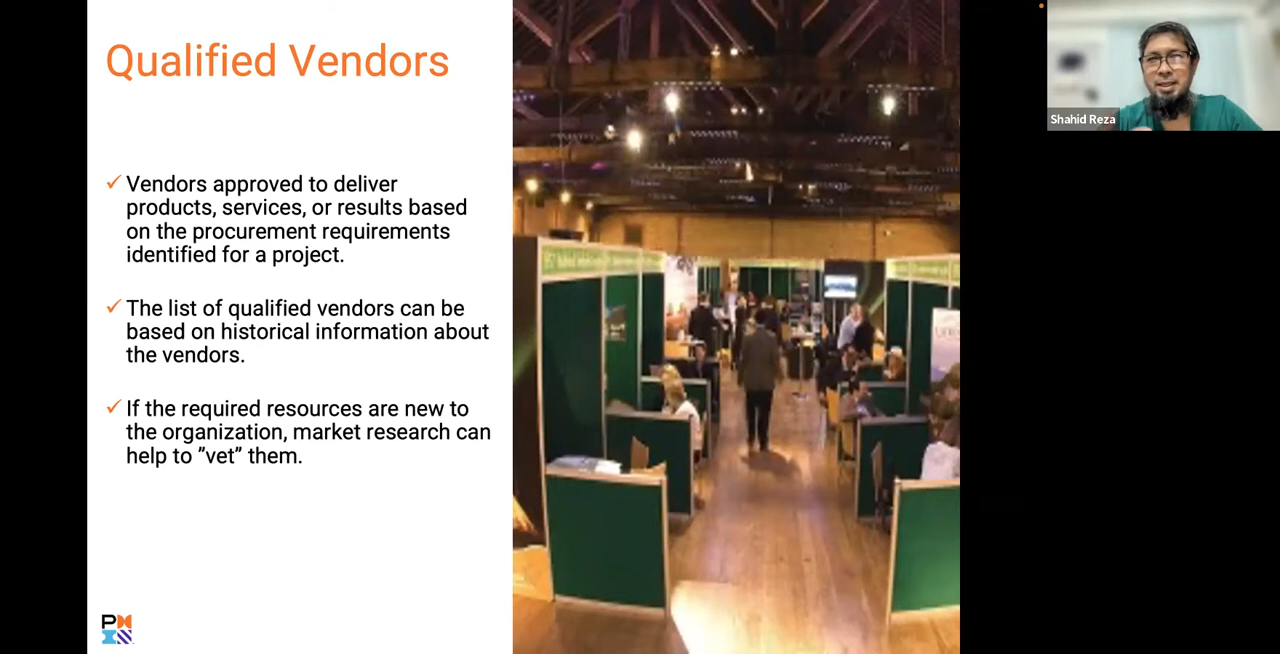 Qualified Vendors
Vendors approved to deliver
products, services, or results based
on the procurement requirements
identified for a project.
The list of qualified vendors can be
based on historical information about
the vendors.
If the required resources are new to
the organization, market research can
help to ”vet” them.
Shahid Reza